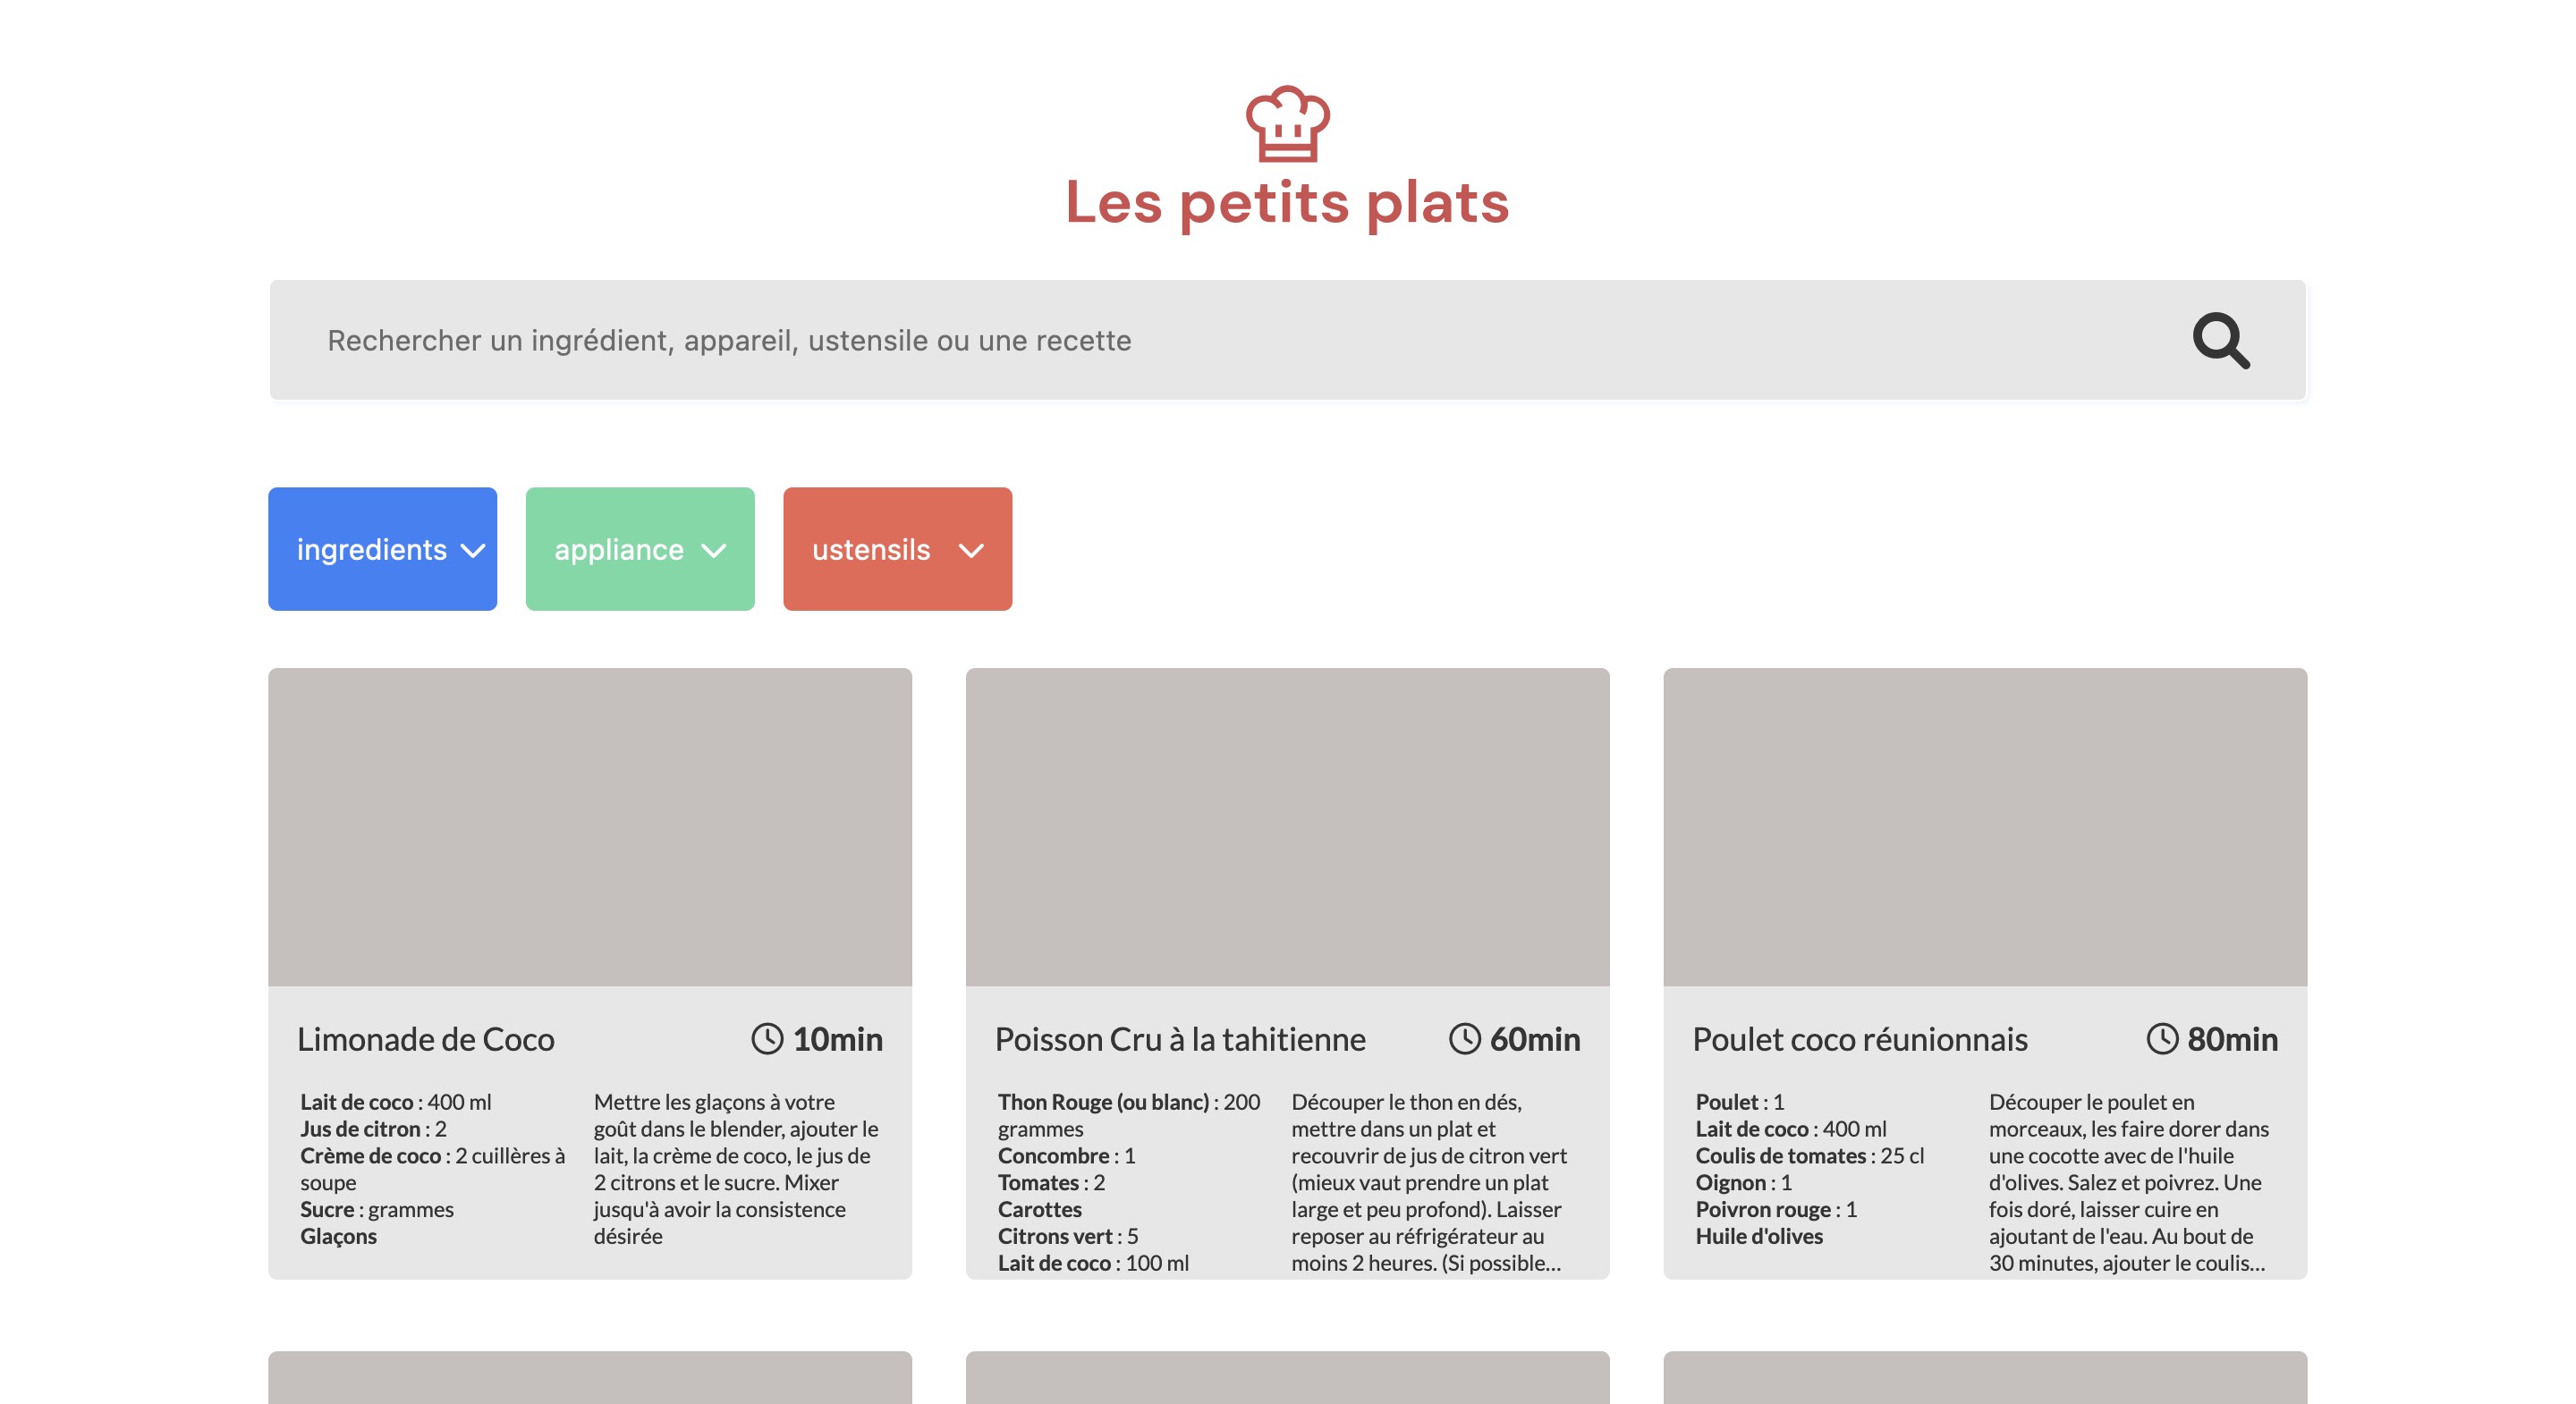 Les petits plats
Rechercher un ingrédient, appareil, ustensile ou une recette
ingredients
appliance
ustensils
Limonade de Coco
10min
Lait de coco : 400 ml
Jus de citron : 2
Crème de coco : 2 cuillères à
soupe
Sucre : grammes
Glaçons
Mettre les glaçons à votre
goût dans le blender, ajouter le
lait, la crème de coco, le jus de
2 citrons et le sucre. Mixer
jusqu'à avoir la consistence
désirée
Poisson Cru à la tahitienne
60min
Thon Rouge (ou blanc) : 200
grammes
Concombre : 1
Tomates : 2
Carottes
Citrons vert : 5
Lait de coco : 100 ml
Découper le thon en dés,
mettre dans un plat et
recouvrir de jus de citron vert
(mieux vaut prendre un plat
large et peu profond). Laisser
reposer au réfrigérateur au
moins 2 heures. (Si possible...
Poulet coco réunionnais
80min
Poulet : 1
Lait de coco : 400 ml
Coulis de tomates : 25 cl
Oignon : 1
Poivron rouge : 1
Huile d'olives
Découper le poulet en
morceaux, les faire dorer dans
une cocotte avec de l'huile
d'olives. Salez et poivrez. Une
fois doré, laisser cuire en
ajoutant de l'eau. Au bout de
30 minutes, ajouter le coulis...